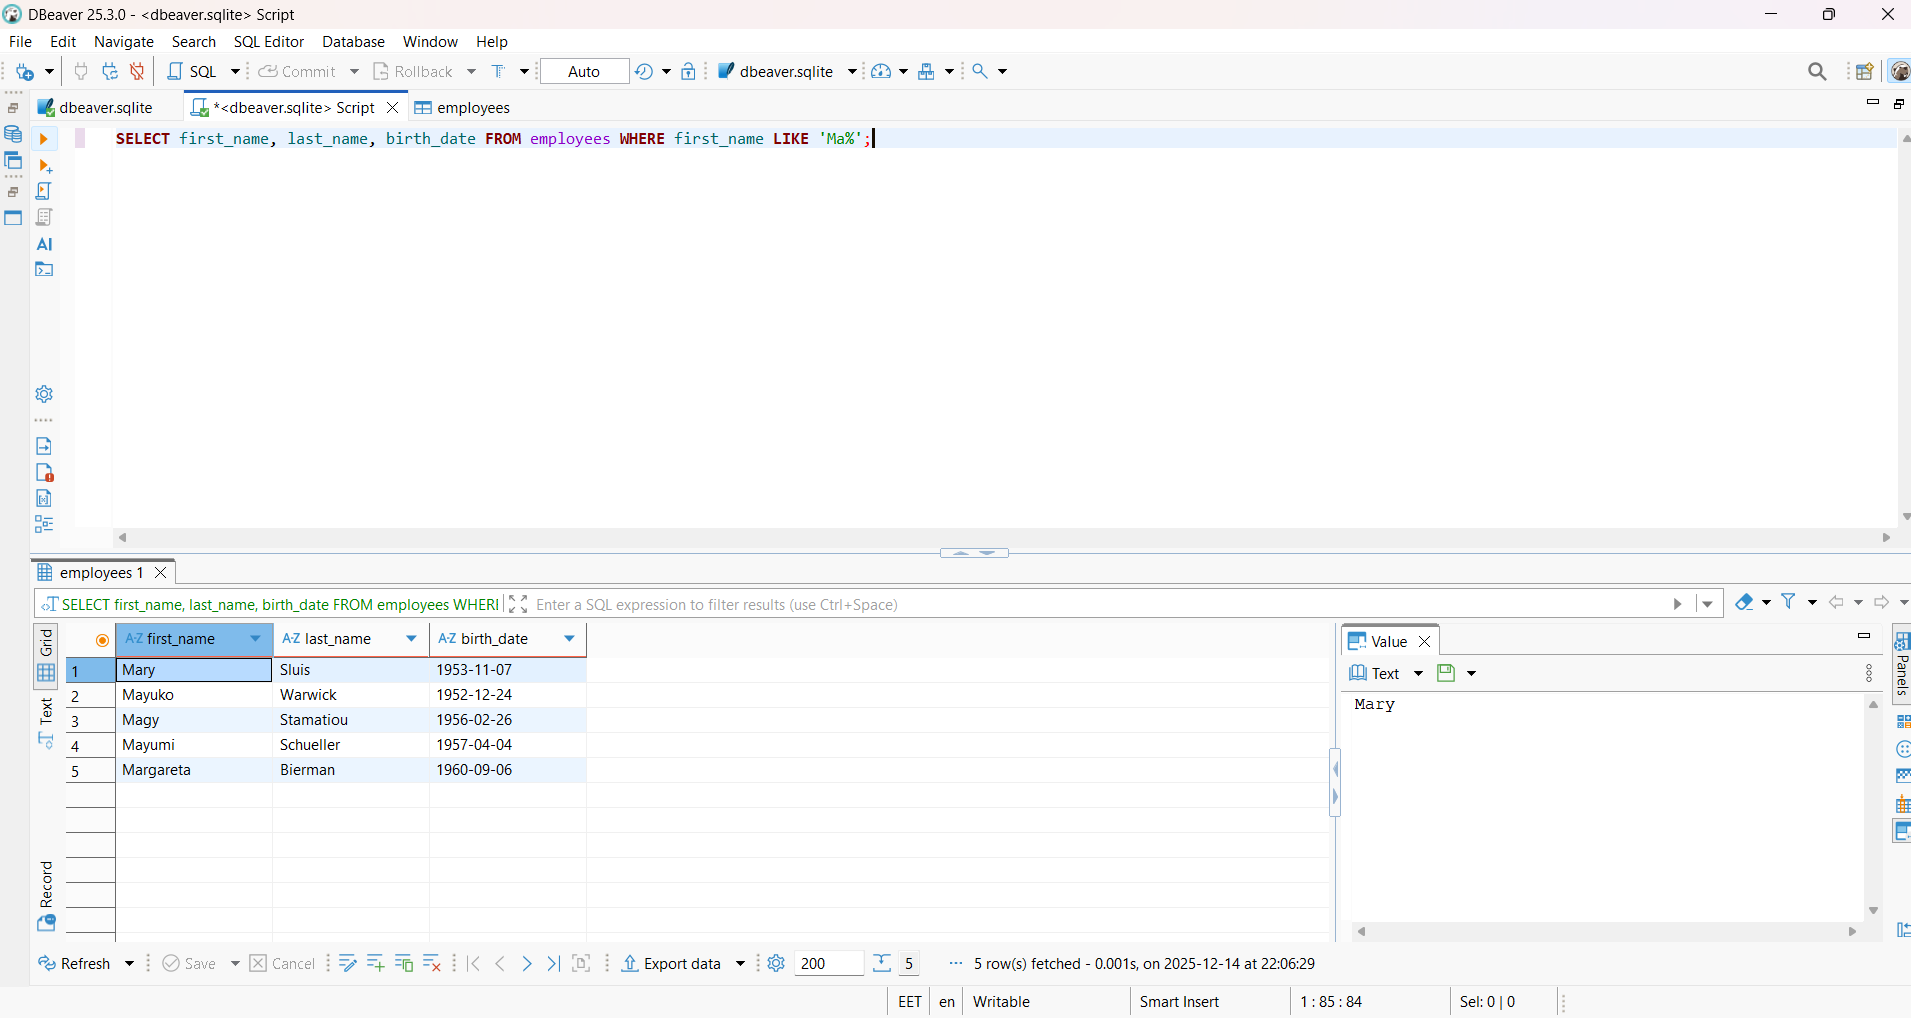 DBeaver 25.3.0 - <dbeaver.sqlite> Script
File Edit Navigate Search SQL Editor Database Window Help
SQL Commit Rollback T Auto dbeaver.sqlite
dbeaver.sqlite *<dbeaver.sqlite> Script employees
SELECT first_name, last_name, birth_date FROM employees WHERE first_name LIKE 'Ma%';
AI
employees 1
SELECT first_name, last_name, birth_date FROM employees WHERE Enter a SQL expression to filter results (use Ctrl+Space)
Grid
Text
Record
A-Z first_name A-Z last_name A-Z birth_date
1 Mary Sluis 1953-11-07
2 Mayuko Warwick 1952-12-24
3 Magy Stamatiou 1956-02-26
4 Mayumi Schueller 1957-04-04
5 Margareta Bierman 1960-09-06
Value
Text
Mary
Panels
Refresh Save Cancel Export data 200 5 ··· 5 row(s) fetched - 0.001s, on 2025-12-14 at 22:06:29
EET en Writable Smart Insert 1 : 85 : 84 Sel: 0 | 0